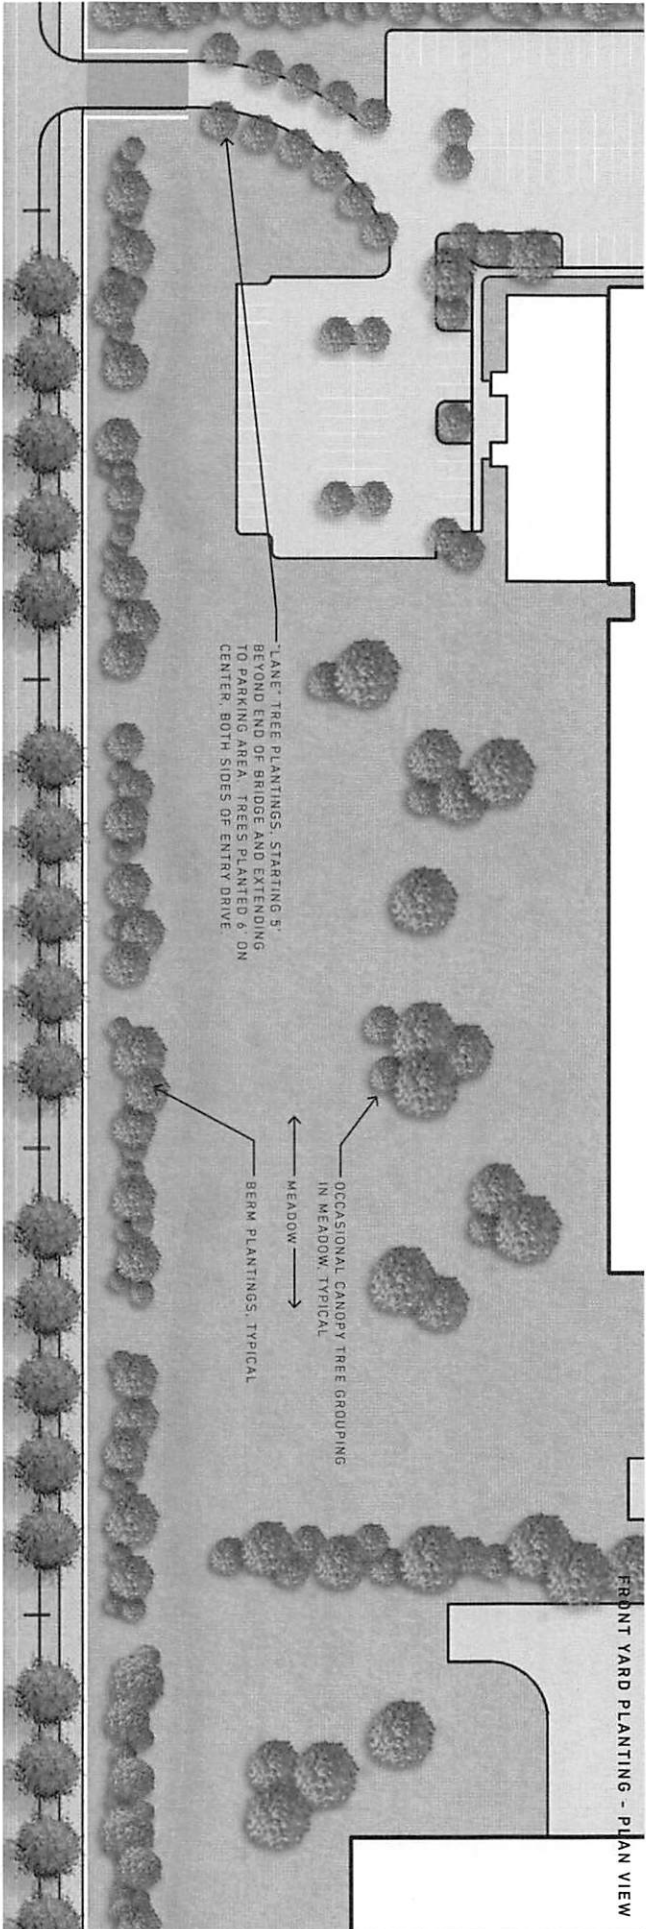 FRONT YARD PLANTING - PLAN VIEW
"LANE" TREE PLANTINGS, STARTING 5'
BEYOND END OF BRIDGE AND EXTENDING
TO PARKING AREA. TREES PLANTED 6' ON
CENTER, BOTH SIDES OF ENTRY DRIVE.
OCCASIONAL CANOPY TREE GROUPING
IN MEADOW, TYPICAL
MEADOW
BERM PLANTINGS, TYPICAL